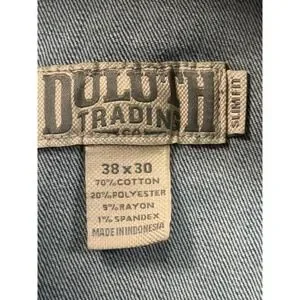 DULUTH
TRADING
CO
SLIM FIT
38 x 30
70% COTTON
20% POLYESTER
9% RAYON
1% SPANDEX
MADE IN INDONESIA